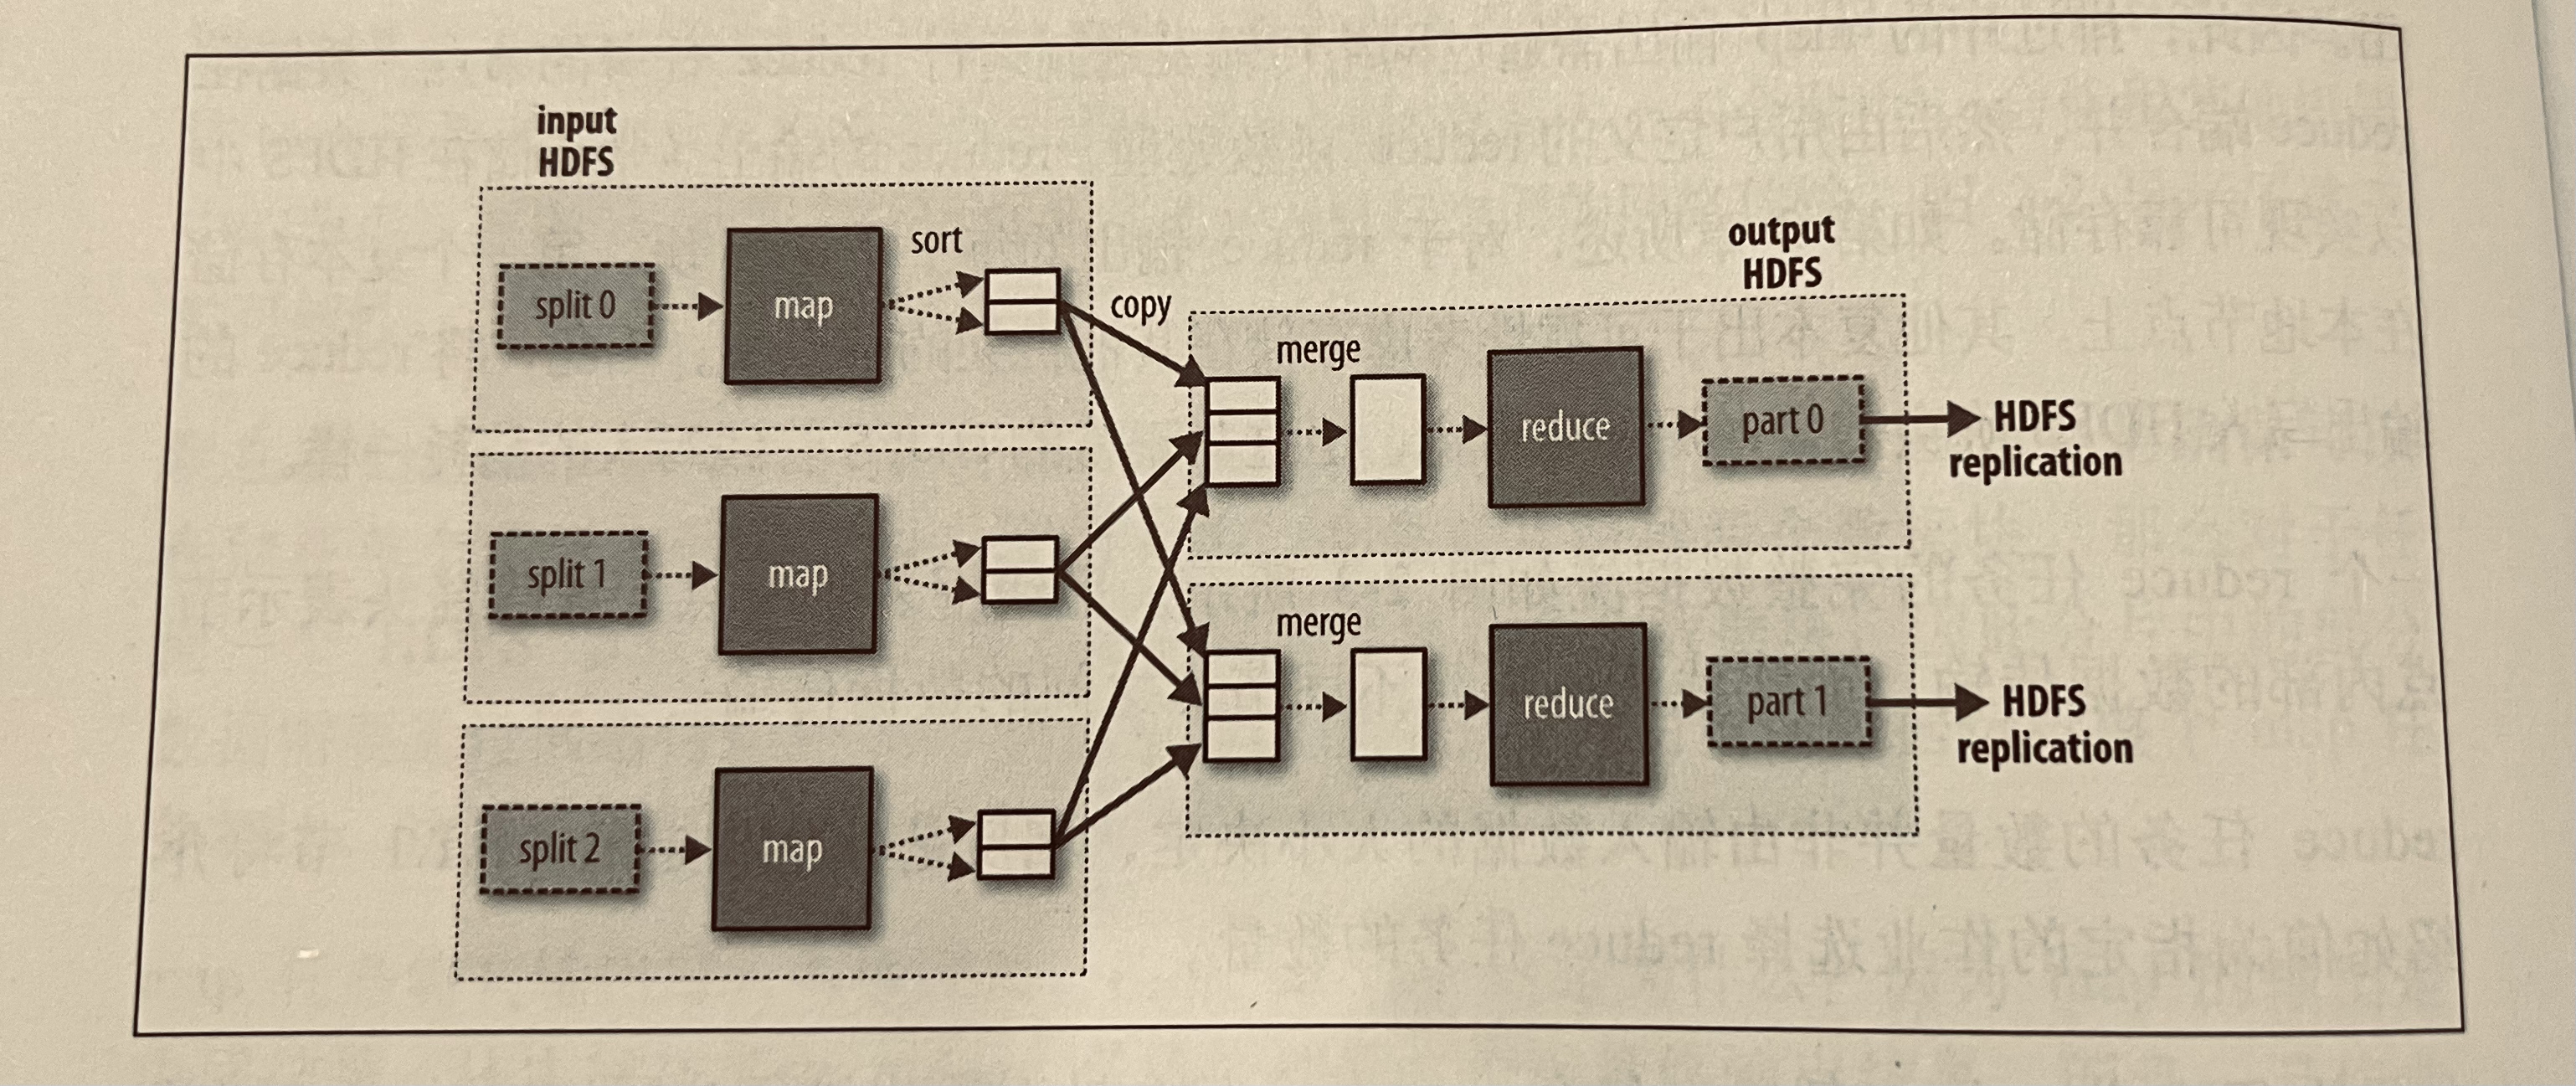 input
HDFS
split 0
map
sort
copy
split 1
map
split 2
map
output
HDFS
merge
reduce
part 0
HDFS
replication
merge
reduce
part 1
HDFS
replication